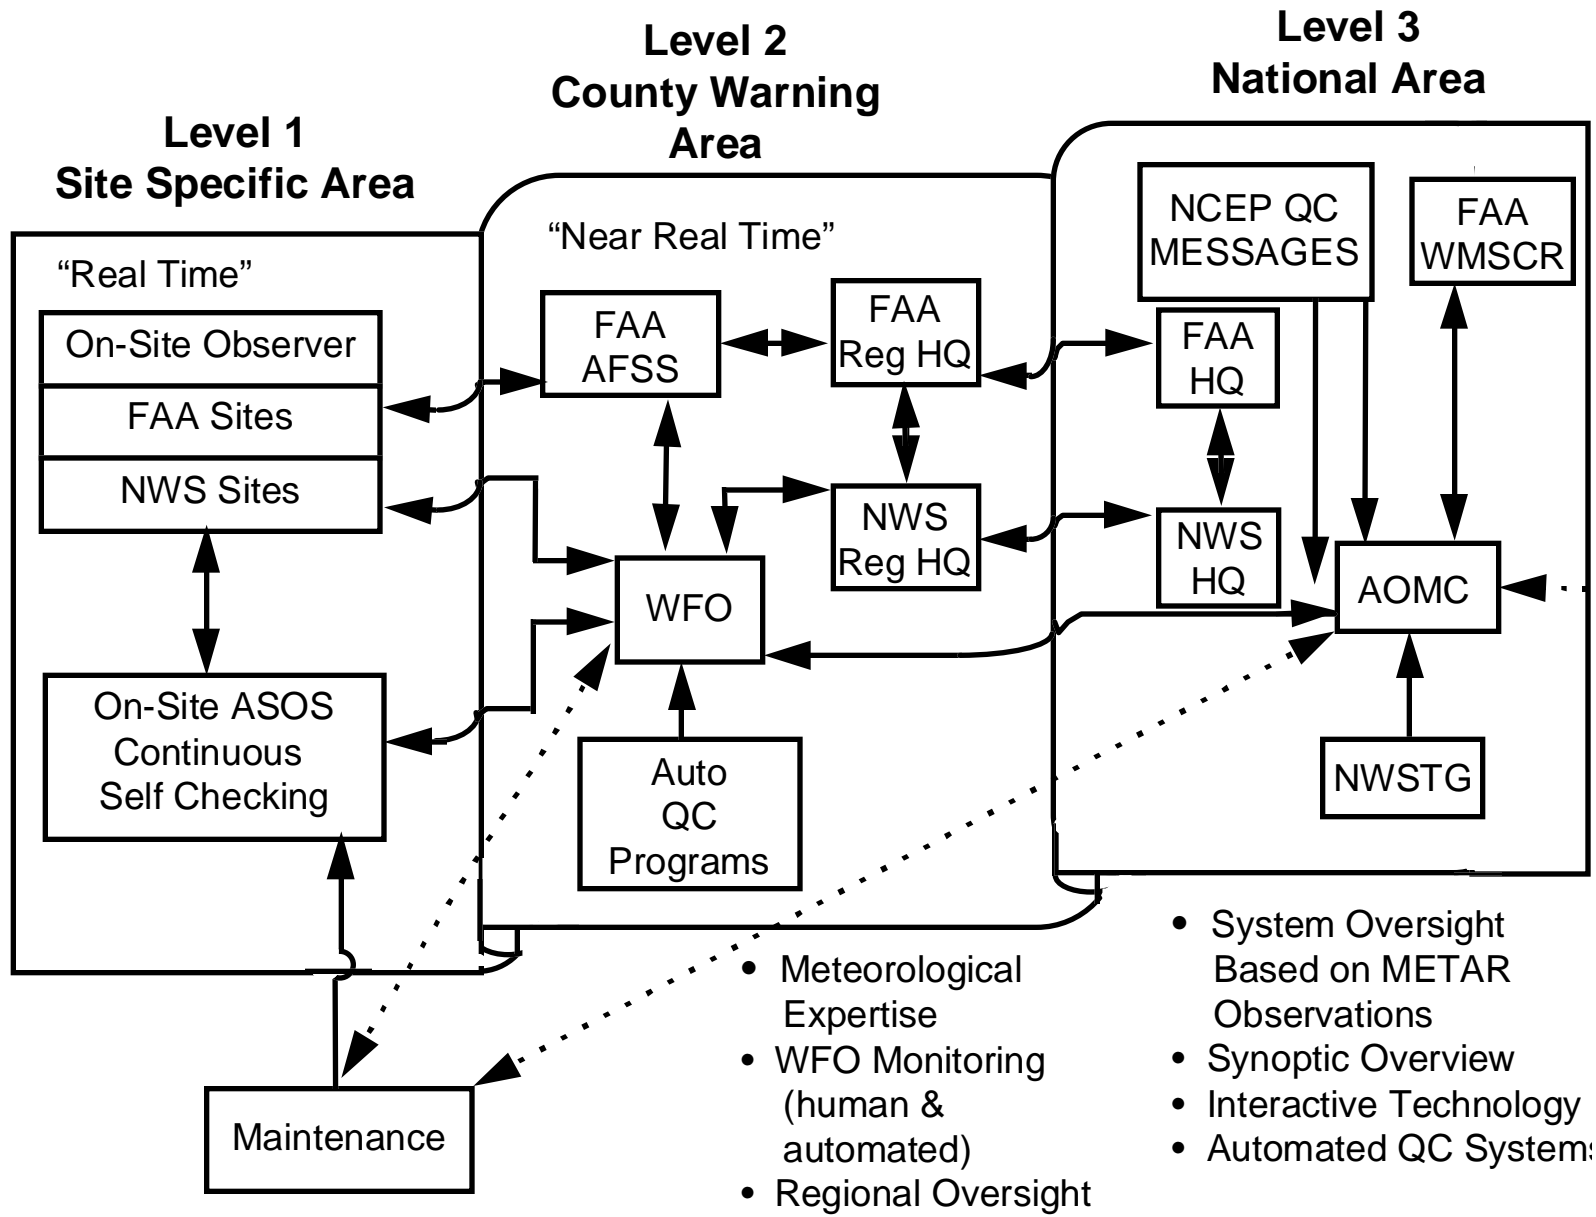 Level 1
Site Specific Area
Level 2
County Warning
Area
Level 3
National Area
“Real Time”
On-Site Observer
FAA Sites
NWS Sites
On-Site ASOS
Continuous
Self Checking
“Near Real Time”
FAA
AFSS
FAA
Reg HQ
NWS
Reg HQ
WFO
Auto
QC
Programs
NCEP QC
MESSAGES
FAA
WMSCR
FAA
HQ
NWS
HQ
AOMC
NWSTG
Maintenance
• Meteorological
Expertise
• WFO Monitoring
(human &
automated)
• Regional Oversight
• System Oversight
Based on METAR
Observations
• Synoptic Overview
• Interactive Technology
• Automated QC Systems